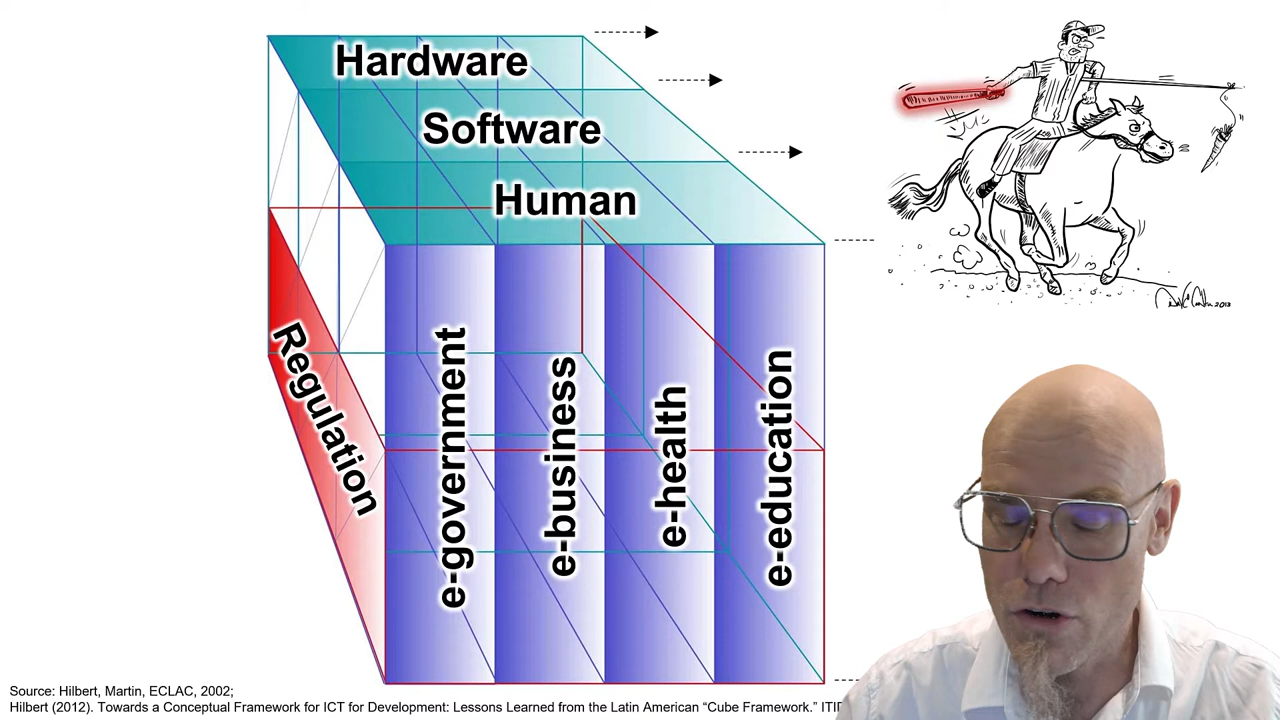 Hardware
Software
Human
Regulation
e-government
e-business
e-health
e-education
Source: Hilbert, Martin, ECLAC, 2002;
Hilbert (2012). Towards a Conceptual Framework for ICT for Development: Lessons Learned from the Latin American “Cube Framework.”